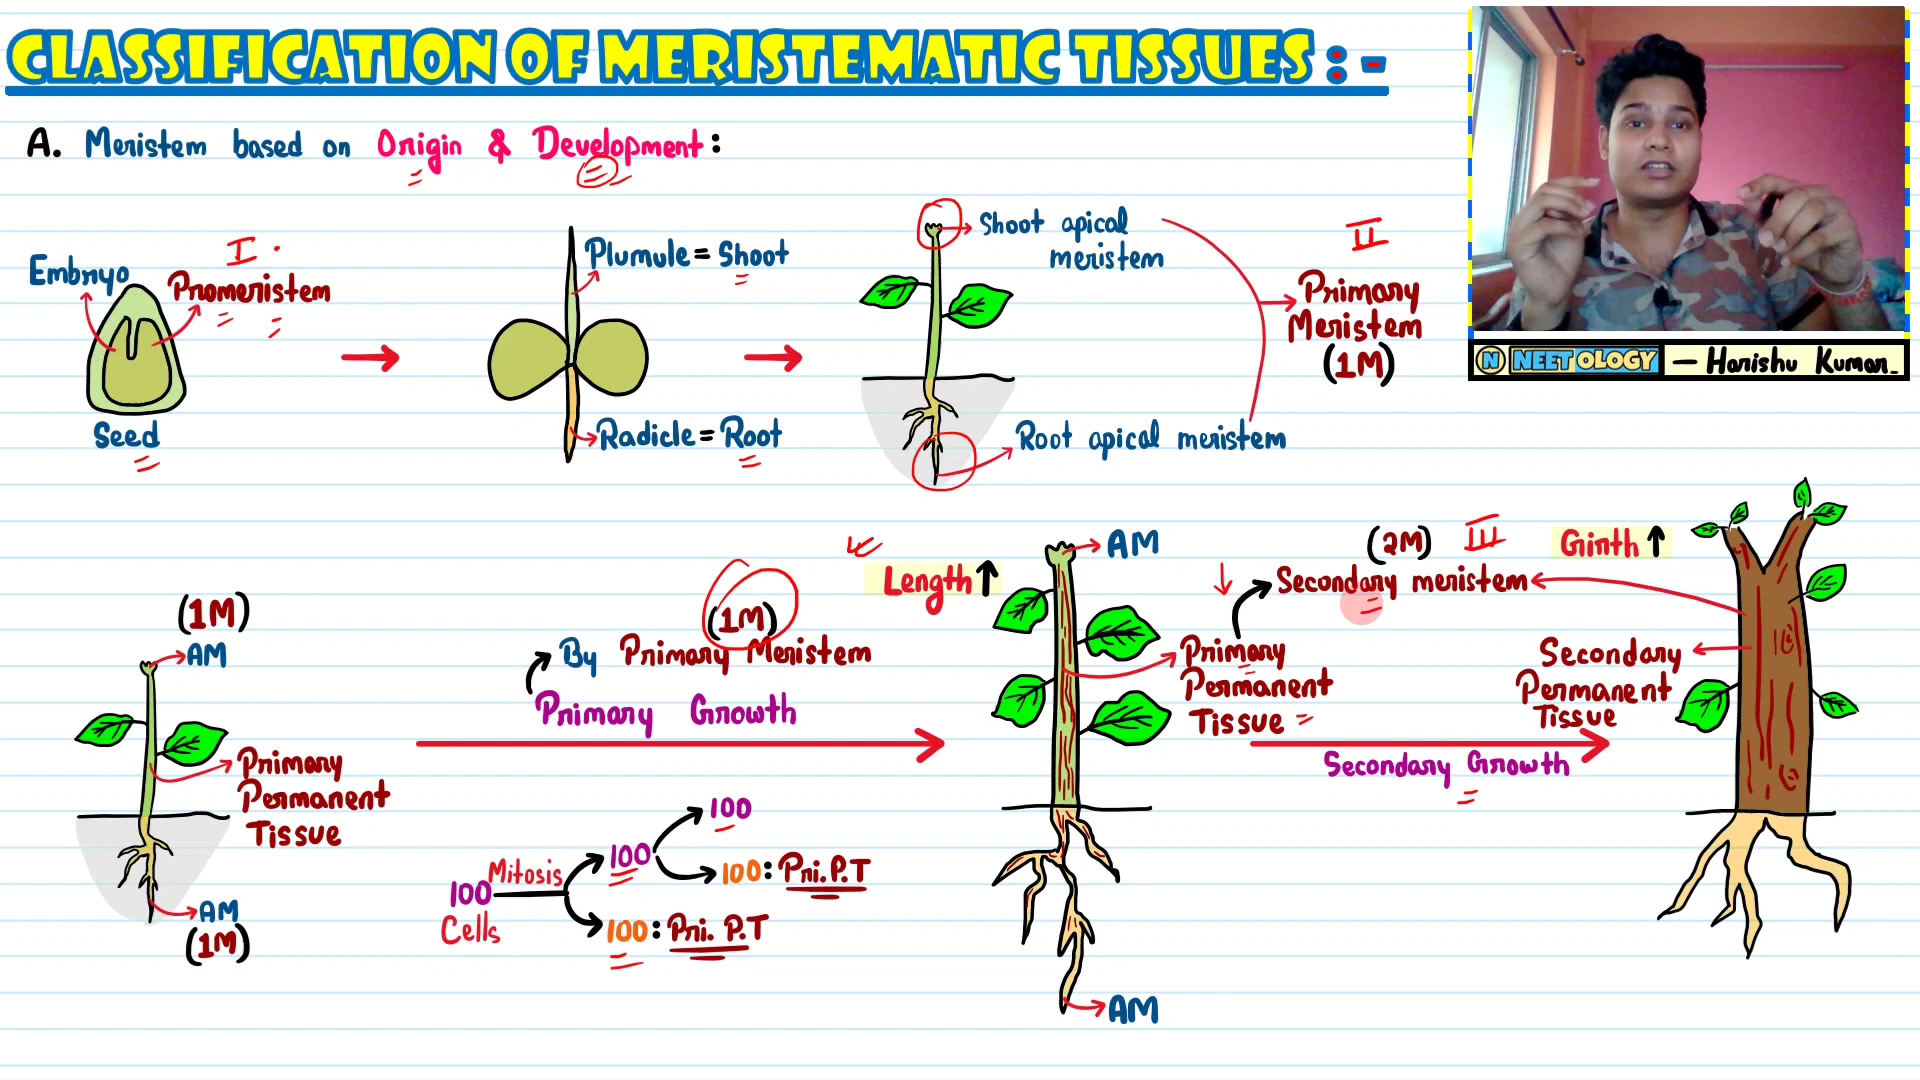 CLASSIFICATION OF MERISTEMATIC TISSUES : -
A. Meristem based on Origin & Development :
I
Embryo
Promeristem
Seed
Plumule = Shoot
Radicle = Root
Shoot apical
meristem
Root apical meristem
II
Primary
Meristem
(1M)
N NEETOLOGY — Harishu Kumar
(1M)
AM
Primary
Permanent
Tissue
AM
(1M)
(1M)
By Primary Meristem
Primary Growth
Length ↑
100
Cells
Mitosis
100
100
100 : Pri.P.T
100 : Pri. P.T
AM
(2M) III
Secondary meristem
Girth ↑
Primary
Permanent
Tissue
Secondary Growth
Secondary
Permanent
Tissue
AM